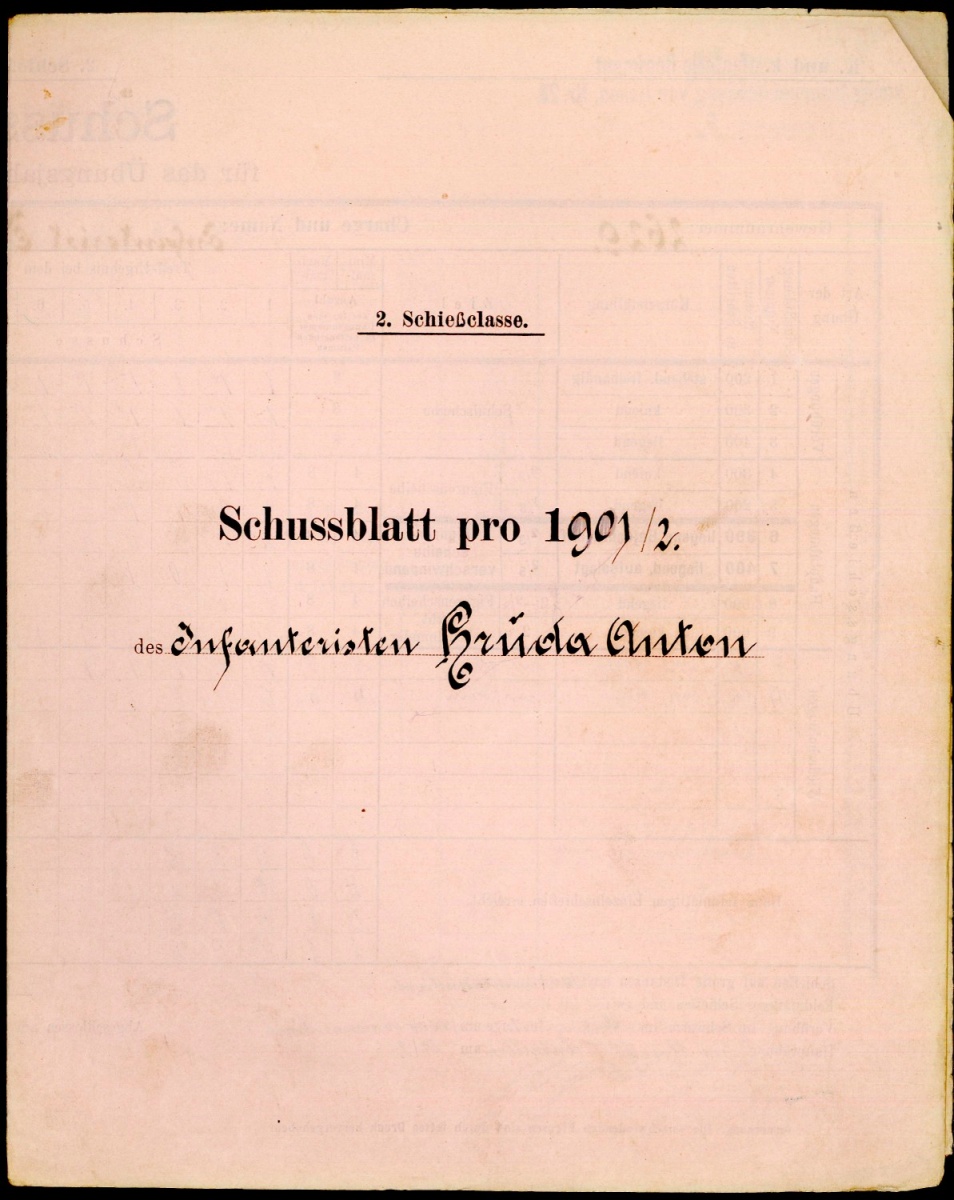 2. Schießclasse.
Schussblatt pro 1901/2.
des Infanteristen Hruda Anton